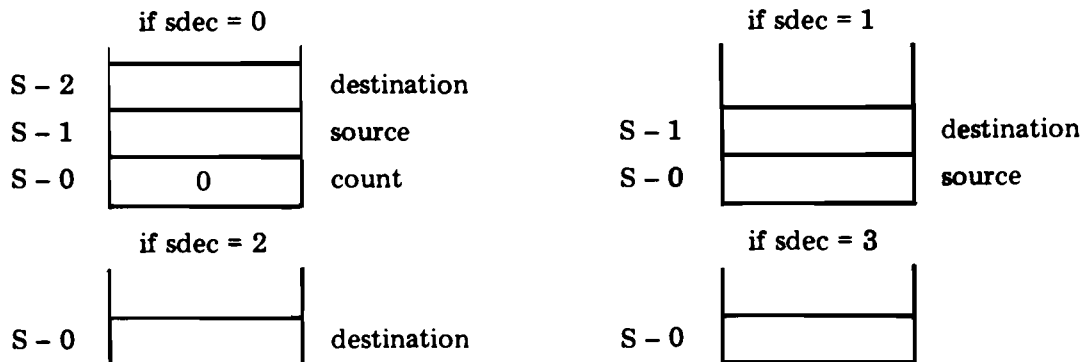 if sdec = 0
S – 2 destination
S – 1 source
S – 0 0 count
if sdec = 1
S – 1 destination
S – 0 source
if sdec = 2
S – 0 destination
if sdec = 3
S – 0